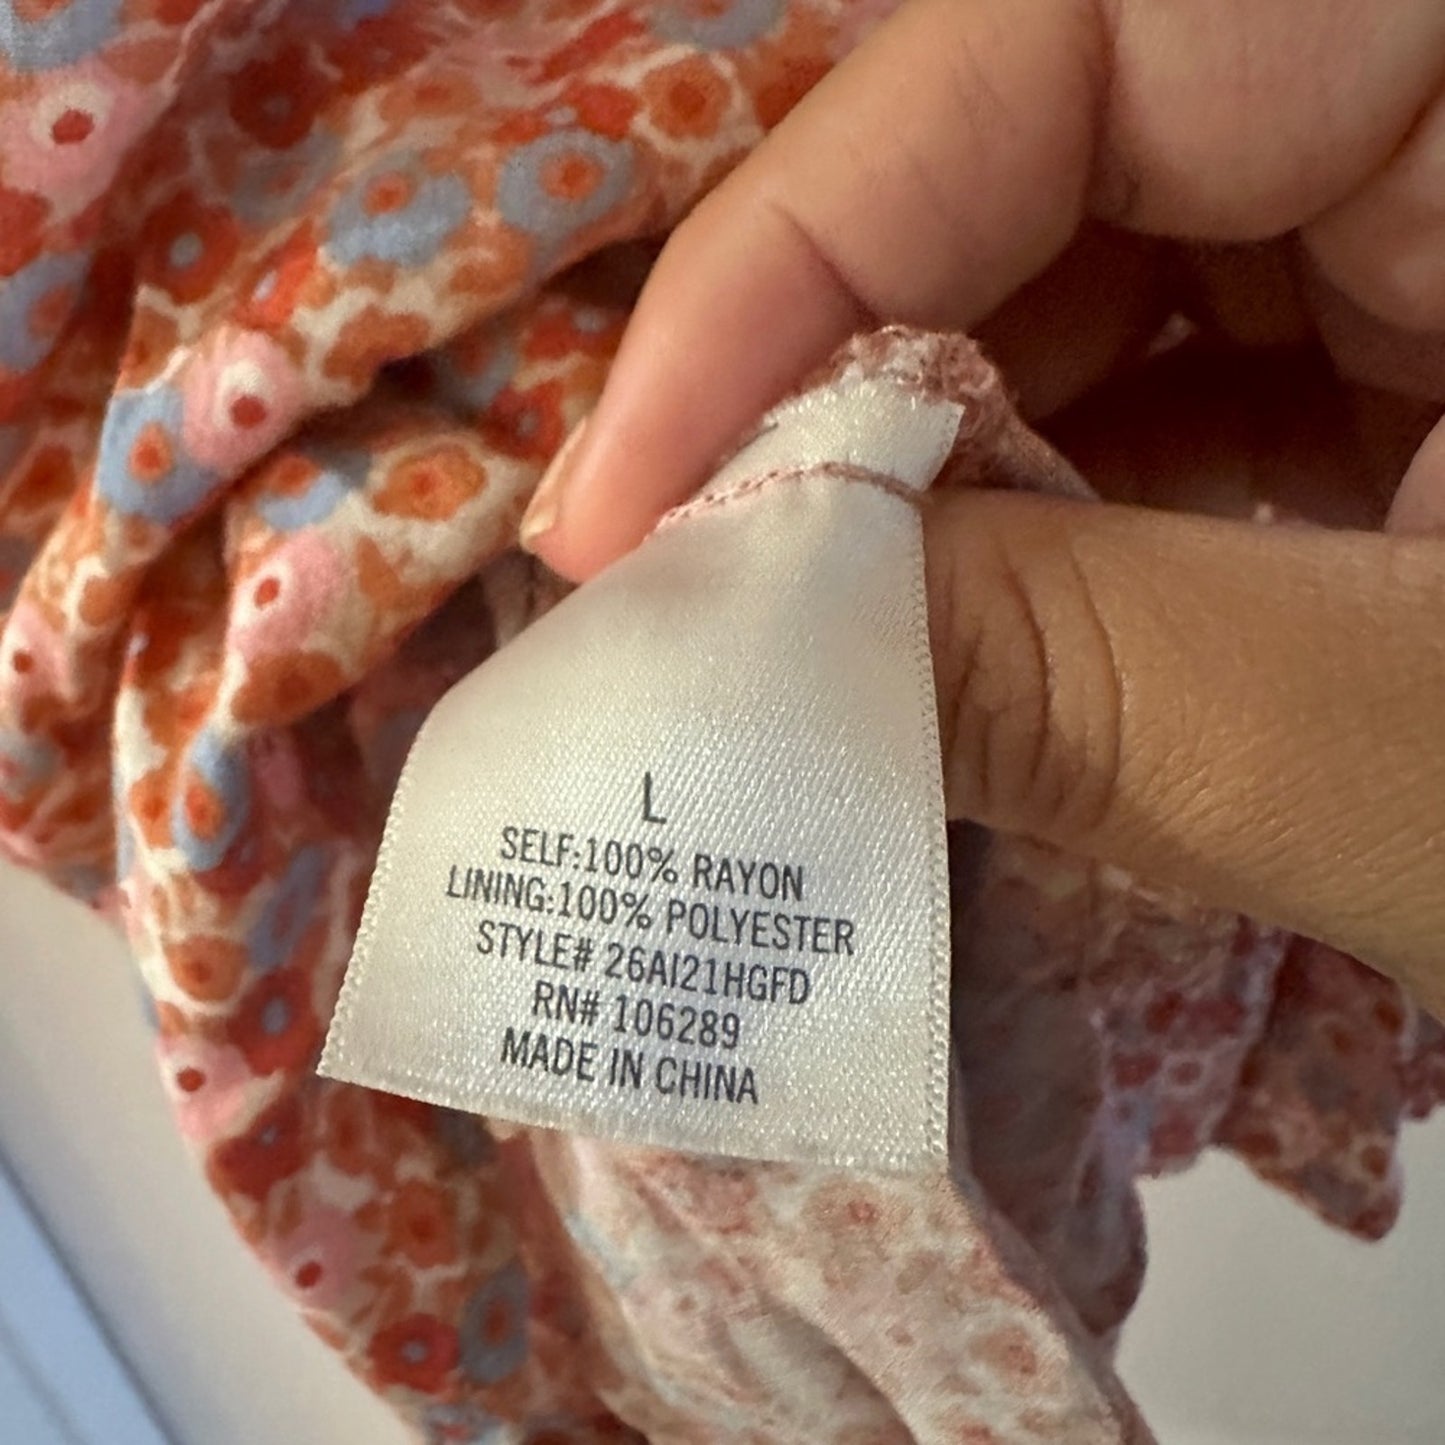 L
SELF:100% RAYON
LINING:100% POLYESTER
STYLE# 26AI21HGFD
RN# 106289
MADE IN CHINA